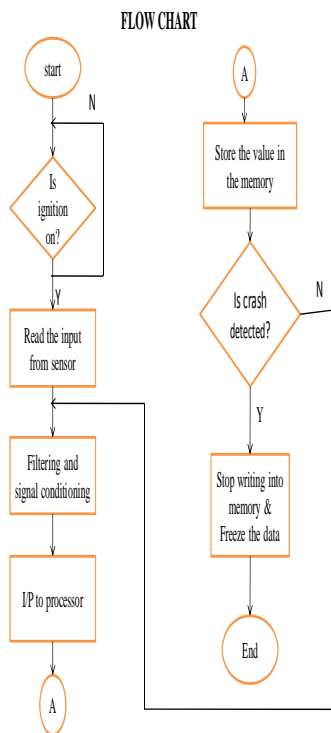 FLOW CHART
start
N
Is
ignition
on?
Y
Read the input
from sensor
Filtering and
signal conditioning
I/P to processor
A
A
Store the value in
the memory
Is crash
detected?
N
Y
Stop writing into
memory &
Freeze the data
End